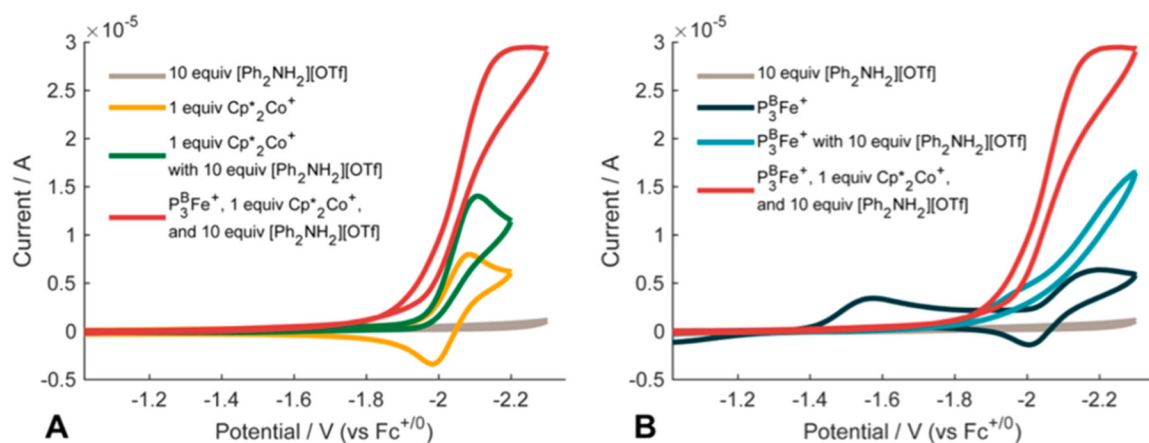 ×10⁻⁵
3
2.5
2
1.5
1
0.5
0
-0.5
Current / A
10 equiv [Ph₂NH₂][OTf]
1 equiv Cp*₂Co⁺
1 equiv Cp*₂Co⁺
with 10 equiv [Ph₂NH₂][OTf]
P₃ᴮFe⁺, 1 equiv Cp*₂Co⁺,
and 10 equiv [Ph₂NH₂][OTf]
-1.2 -1.4 -1.6 -1.8 -2 -2.2
A
Potential / V (vs Fc⁺/⁰)
×10⁻⁵
3
2.5
2
1.5
1
0.5
0
-0.5
Current / A
10 equiv [Ph₂NH₂][OTf]
P₃ᴮFe⁺
P₃ᴮFe⁺ with 10 equiv [Ph₂NH₂][OTf]
P₃ᴮFe⁺, 1 equiv Cp*₂Co⁺,
and 10 equiv [Ph₂NH₂][OTf]
-1.2 -1.4 -1.6 -1.8 -2 -2.2
B
Potential / V (vs Fc⁺/⁰)